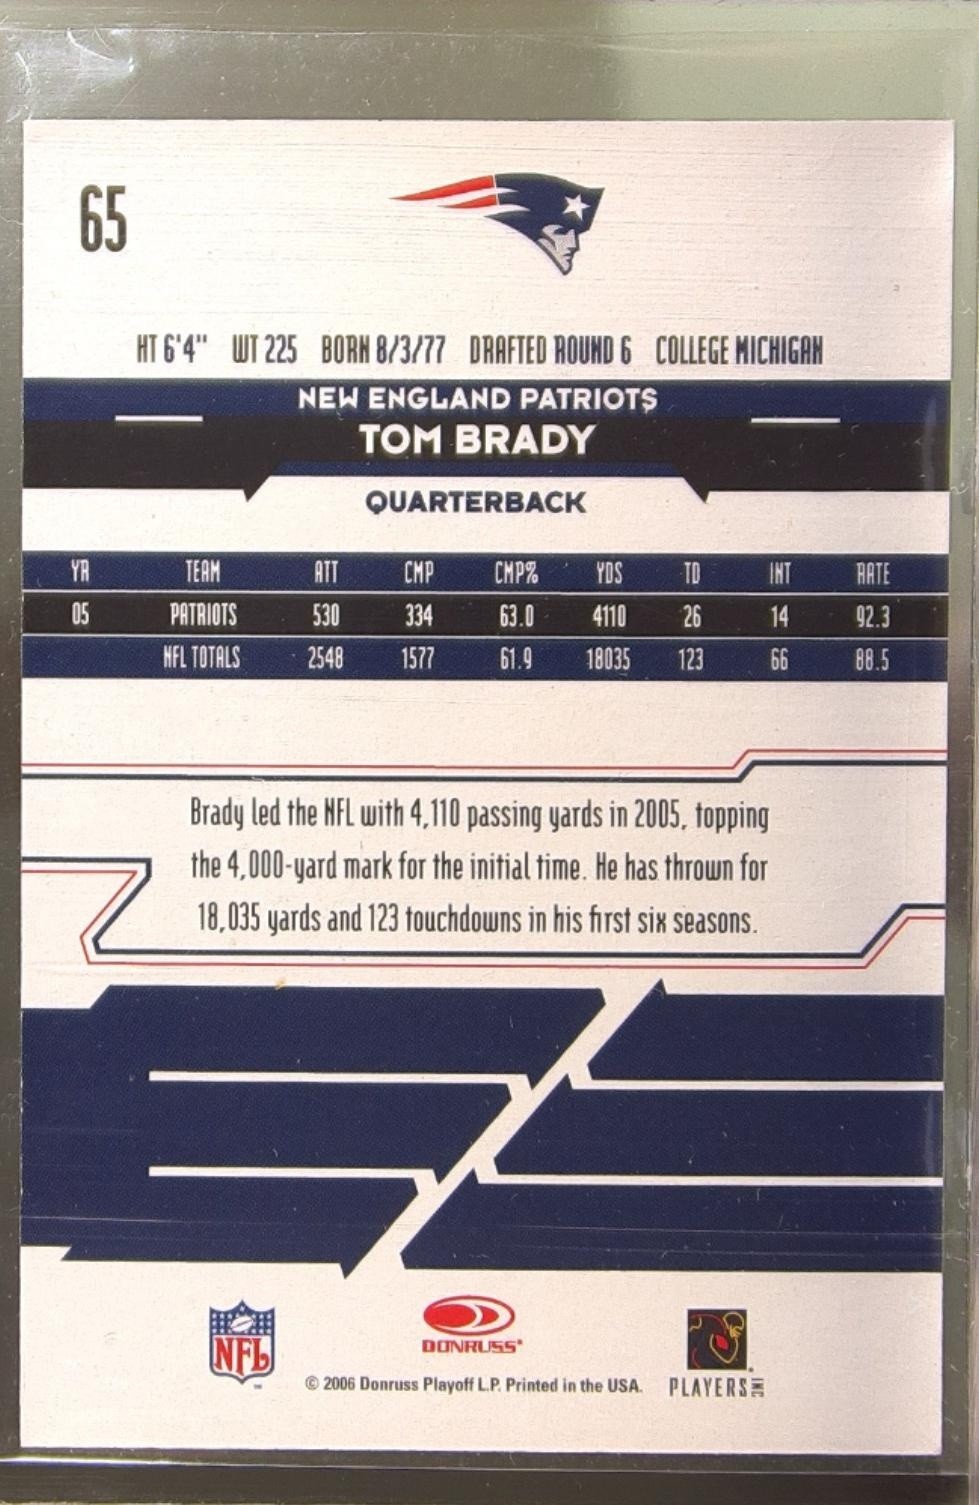 65
HT 6'4" WT 225 BORN 8/3/77 DRAFTED ROUND 6 COLLEGE MICHIGAN
NEW ENGLAND PATRIOTS
TOM BRADY
QUARTERBACK
YR TEAM ATT CMP CMP% YDS TD INT RATE
05 PATRIOTS 530 334 63.0 4110 26 14 92.3
NFL TOTALS 2548 1577 61.9 18035 123 66 88.5
Brady led the NFL with 4,110 passing yards in 2005, topping
the 4,000-yard mark for the initial time. He has thrown for
18,035 yards and 123 touchdowns in his first six seasons.
NFL
DONRUSS
© 2006 Donruss Playoff L.P. Printed in the USA.
PLAYERS INC